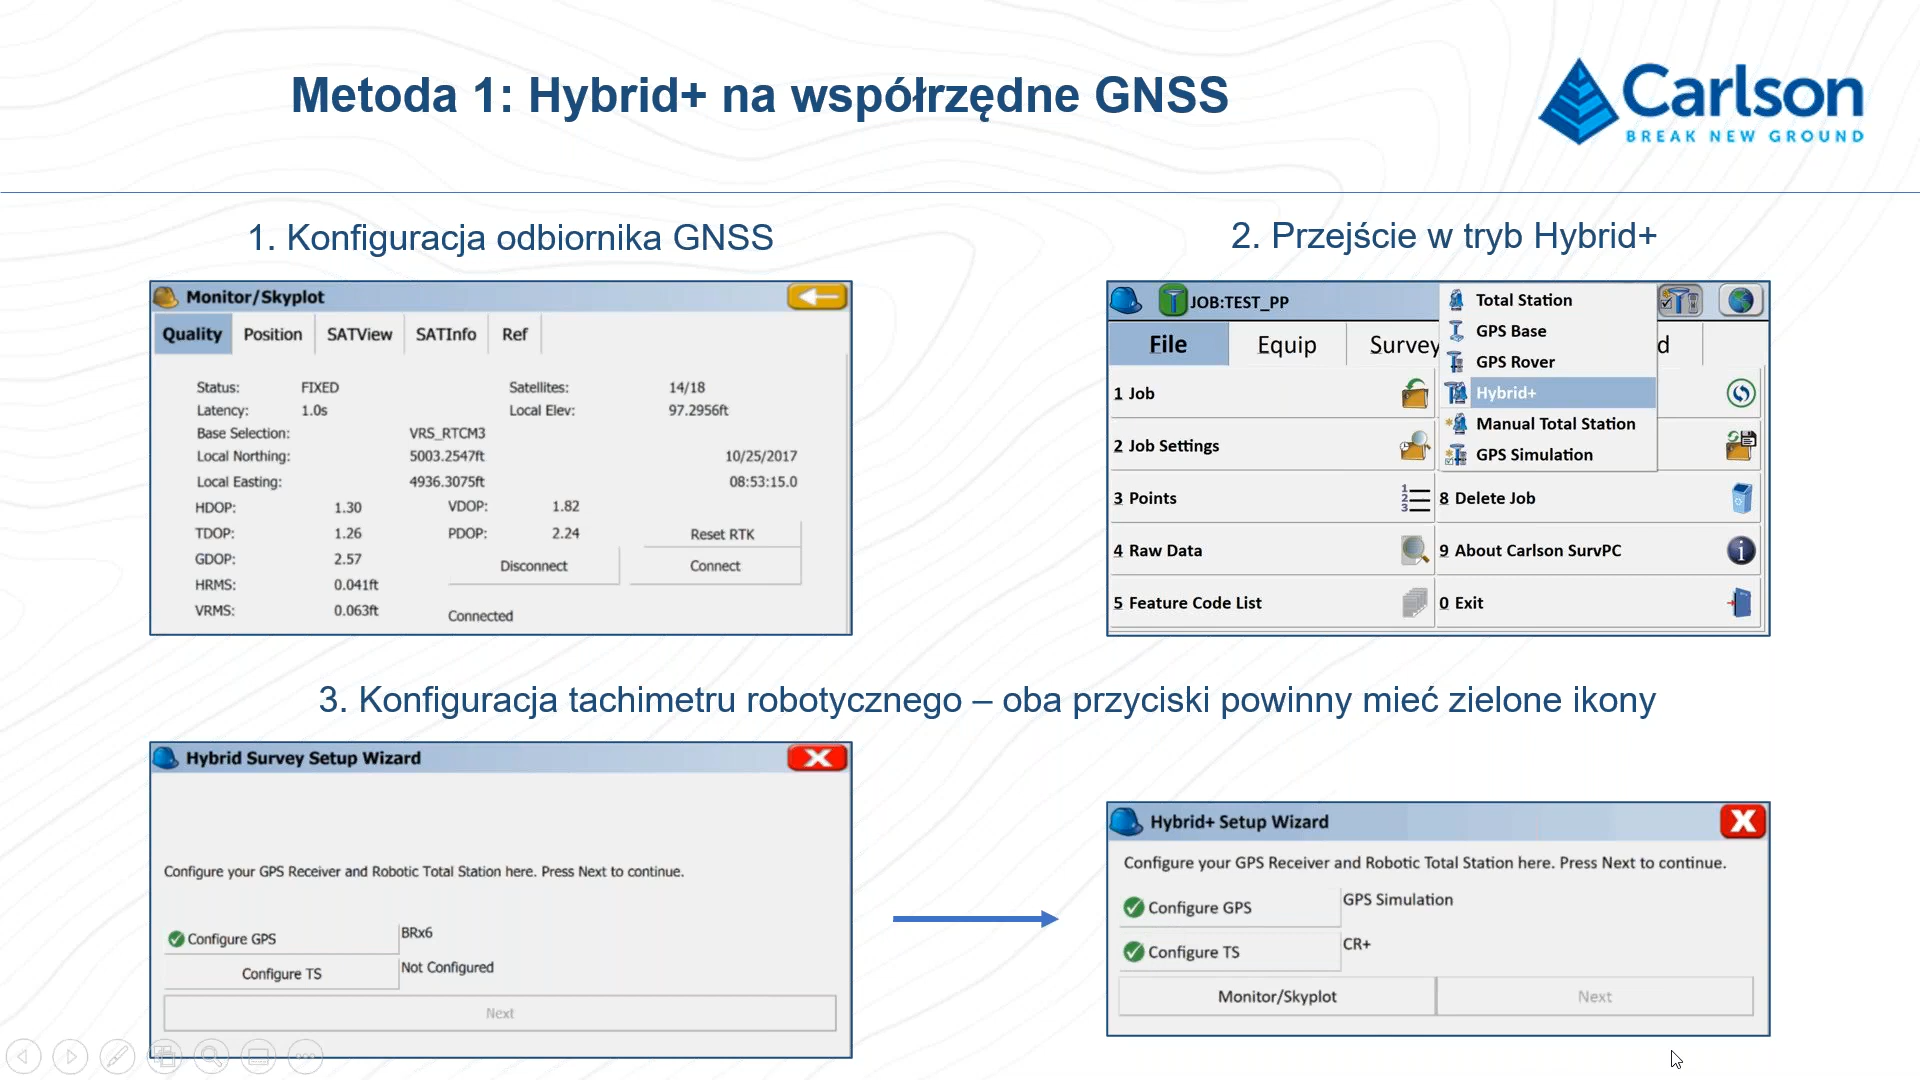 Metoda 1: Hybrid+ na współrzędne GNSS
Carlson
BREAK NEW GROUND
1. Konfiguracja odbiornika GNSS
Monitor/Skyplot
Quality Position SATView SATInfo Ref
Status: FIXED Satellites: 14/18
Latency: 1.0s Local Elev: 97.2956ft
Base Selection: VRS_RTCM3
Local Northing: 5003.2547ft 10/25/2017
Local Easting: 4936.3075ft 08:53:15.0
HDOP: 1.30 VDOP: 1.82
TDOP: 1.26 PDOP: 2.24 Reset RTK
GDOP: 2.57 Disconnect Connect
HRMS: 0.041ft
VRMS: 0.063ft Connected
2. Przejście w tryb Hybrid+
JOB:TEST_PP
File Equip Survey d
Total Station
GPS Base
GPS Rover
Hybrid+
Manual Total Station
GPS Simulation
1 Job
2 Job Settings
3 Points 8 Delete Job
4 Raw Data 9 About Carlson SurvPC
5 Feature Code List 0 Exit
3. Konfiguracja tachimetru robotycznego – oba przyciski powinny mieć zielone ikony
Hybrid Survey Setup Wizard
Configure your GPS Receiver and Robotic Total Station here. Press Next to continue.
Configure GPS BRx6
Configure TS Not Configured
Next
Hybrid+ Setup Wizard
Configure your GPS Receiver and Robotic Total Station here. Press Next to continue.
Configure GPS GPS Simulation
Configure TS CR+
Monitor/Skyplot Next